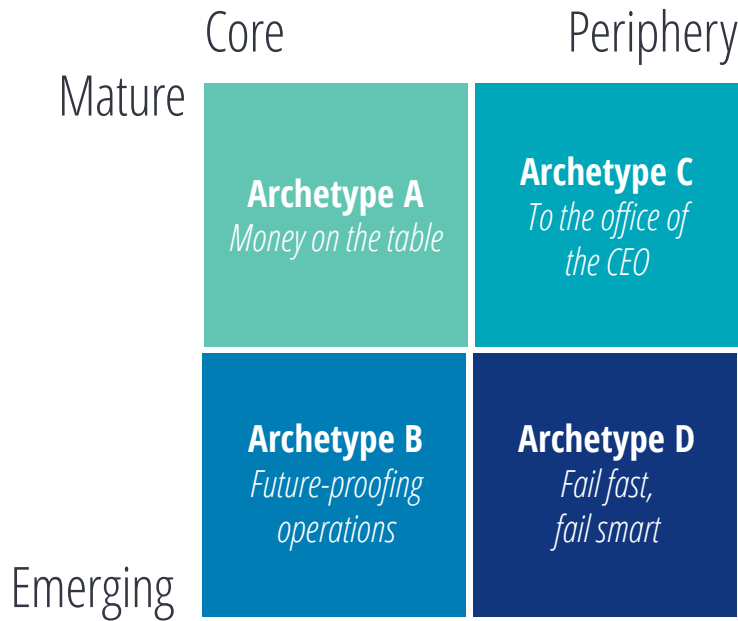 Core
Periphery
Mature
Archetype A
Money on the table
Archetype C
To the office of
the CEO
Archetype B
Future-proofing
operations
Archetype D
Fail fast,
fail smart
Emerging